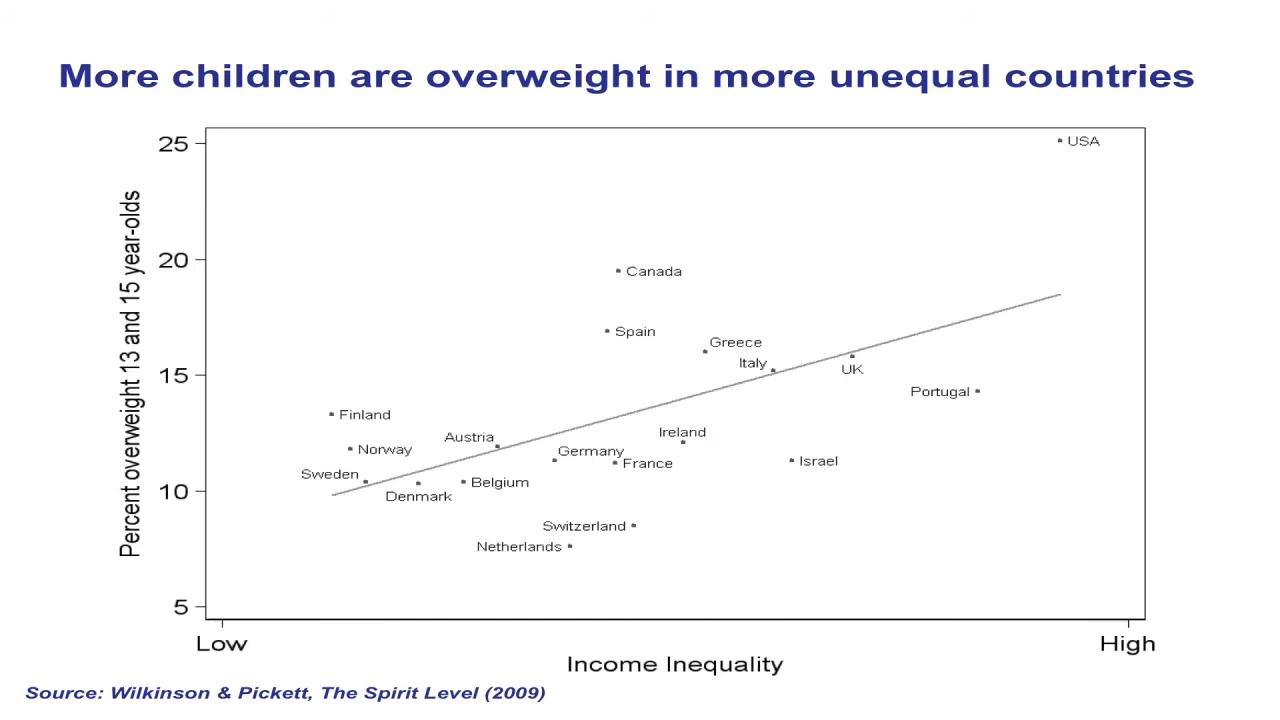 More children are overweight in more unequal countries
Percent overweight 13 and 15 year-olds
25
20
15
10
5
USA
Canada
Spain
Greece
Italy
UK
Portugal
Finland
Ireland
Austria
Norway
Germany
France
Israel
Sweden
Belgium
Denmark
Switzerland
Netherlands
Low
High
Income Inequality
Source: Wilkinson & Pickett, The Spirit Level (2009)